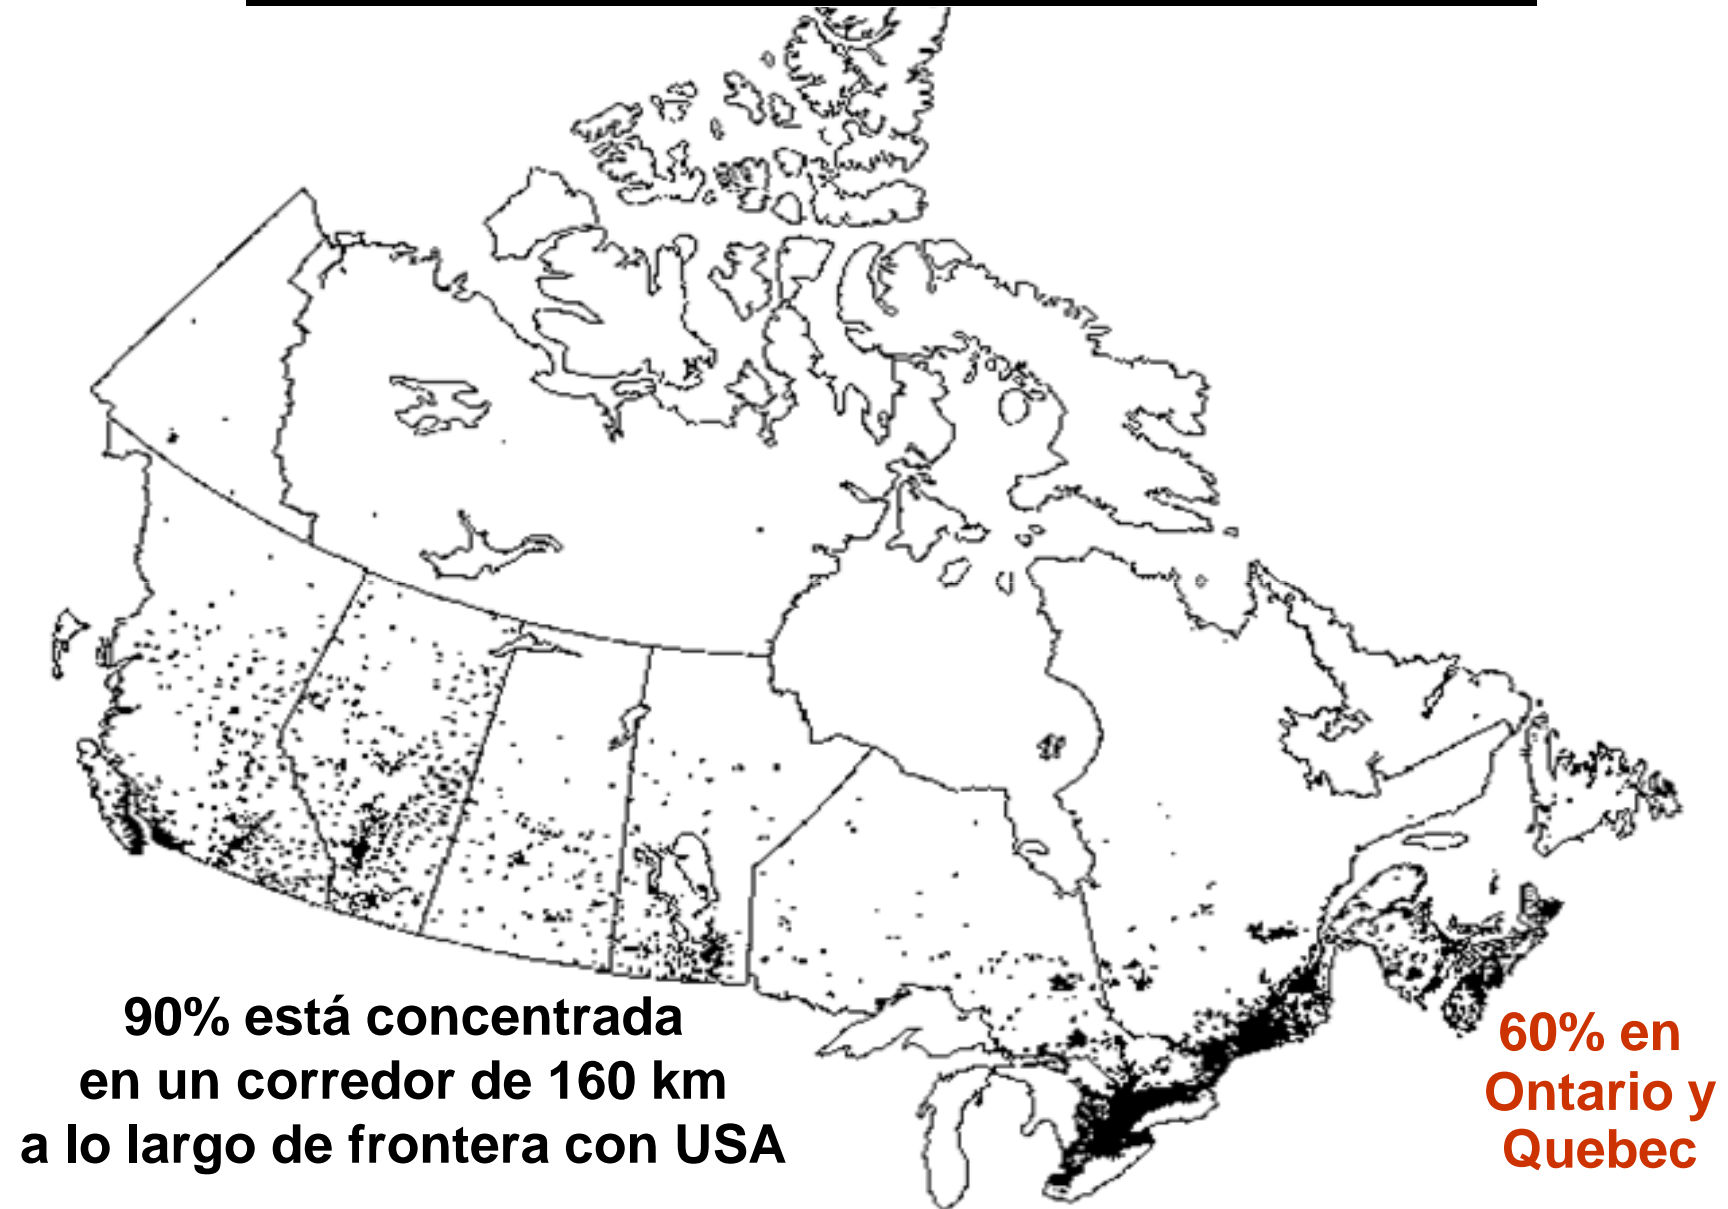 90% está concentrada
en un corredor de 160 km
a lo largo de frontera con USA
60% en
Ontario y
Quebec